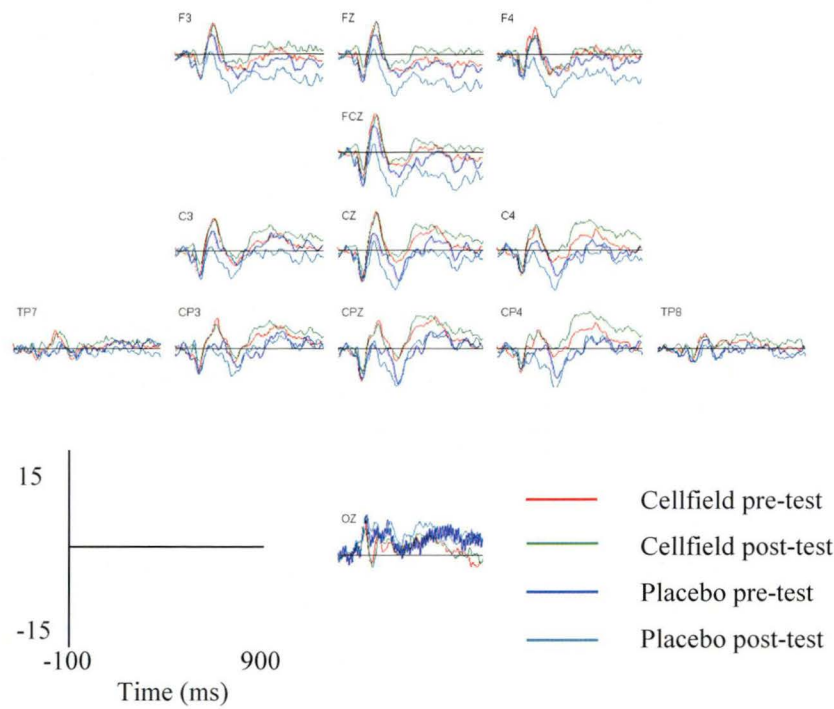 F3
FZ
F4
FCZ
C3
CZ
C4
TP7
CP3
CPZ
CP4
TP8
15
-15
-100
900
Time (ms)
OZ
Cellfield pre-test
Cellfield post-test
Placebo pre-test
Placebo post-test